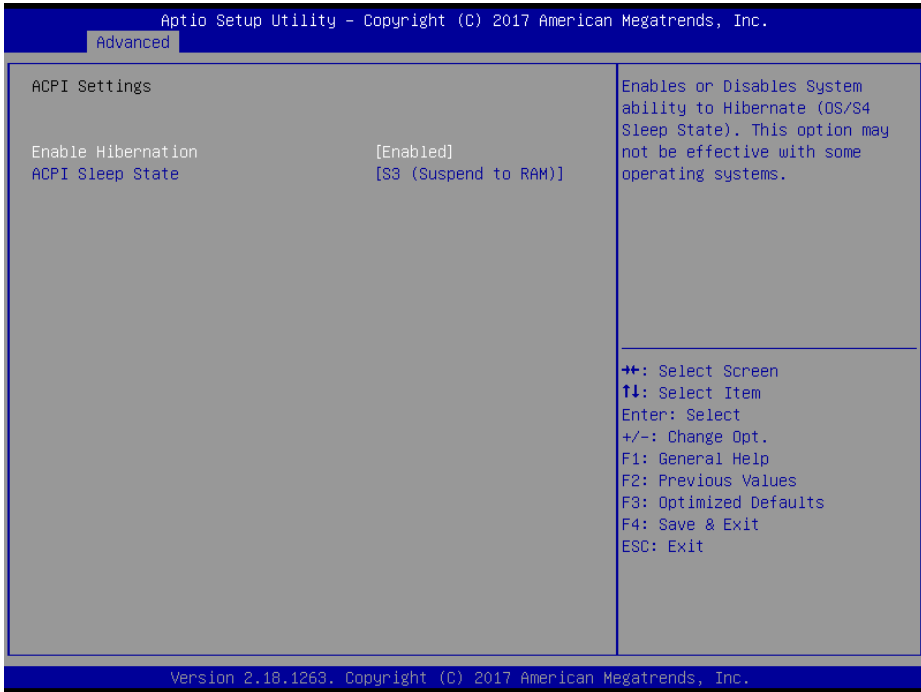 Aptio Setup Utility – Copyright (C) 2017 American Megatrends, Inc.
Advanced
ACPI Settings
Enable Hibernation [Enabled]
ACPI Sleep State [S3 (Suspend to RAM)]
Enables or Disables System
ability to Hibernate (OS/S4
Sleep State). This option may
not be effective with some
operating systems.
→←: Select Screen
↑↓: Select Item
Enter: Select
+/-: Change Opt.
F1: General Help
F2: Previous Values
F3: Optimized Defaults
F4: Save & Exit
ESC: Exit
Version 2.18.1263. Copyright (C) 2017 American Megatrends, Inc.